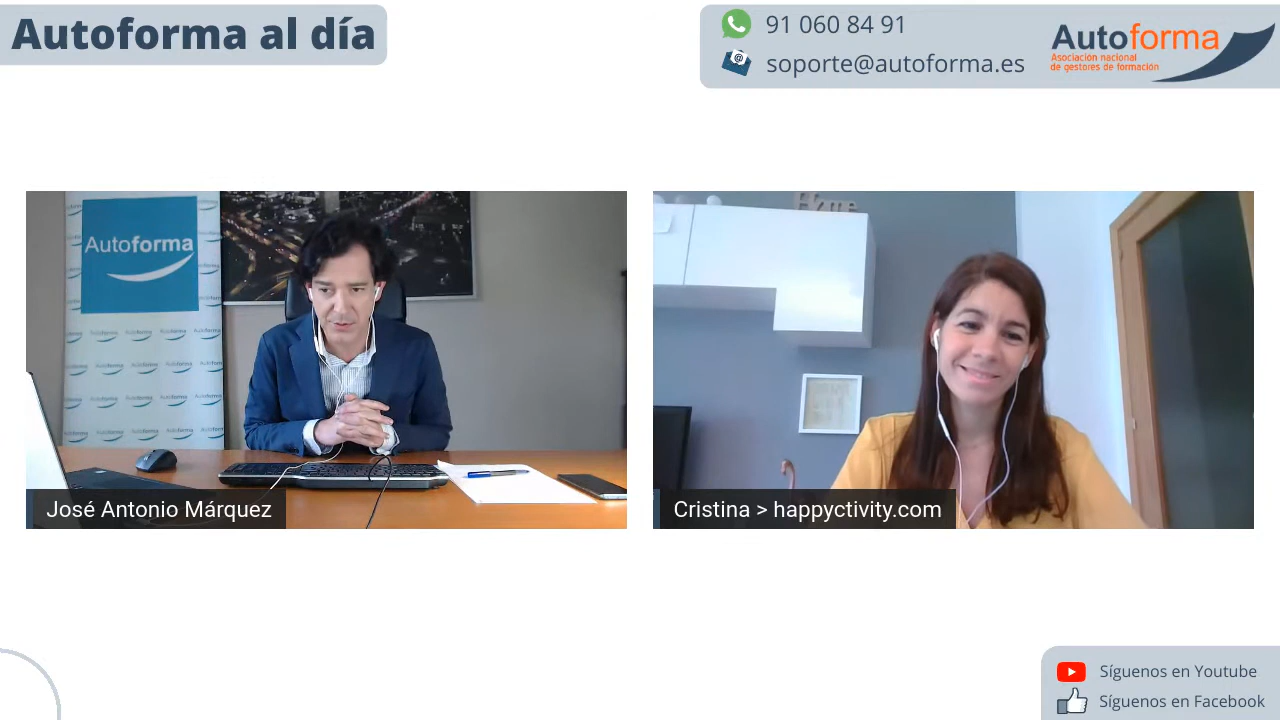 Autoforma al día
91 060 84 91
soporte@autoforma.es
Autoforma
Asociación nacional
de gestores de formación
Autoforma
Home
José Antonio Márquez
Cristina > happyctivity.com
Síguenos en Youtube
Síguenos en Facebook